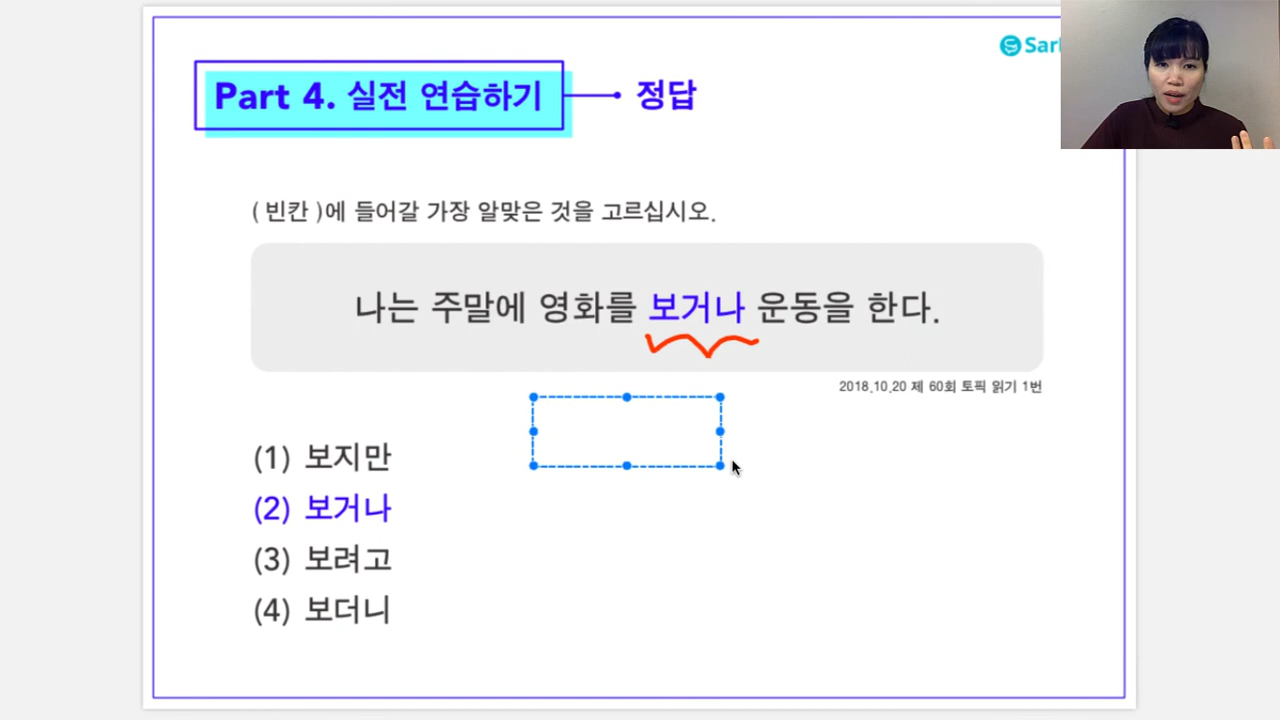 Part 4. 실전 연습하기 정답
( 빈칸 )에 들어갈 가장 알맞은 것을 고르십시오.
나는 주말에 영화를 보거나 운동을 한다.
2018.10.20 제 60회 토픽 읽기 1번
(1) 보지만
(2) 보거나
(3) 보려고
(4) 보더니